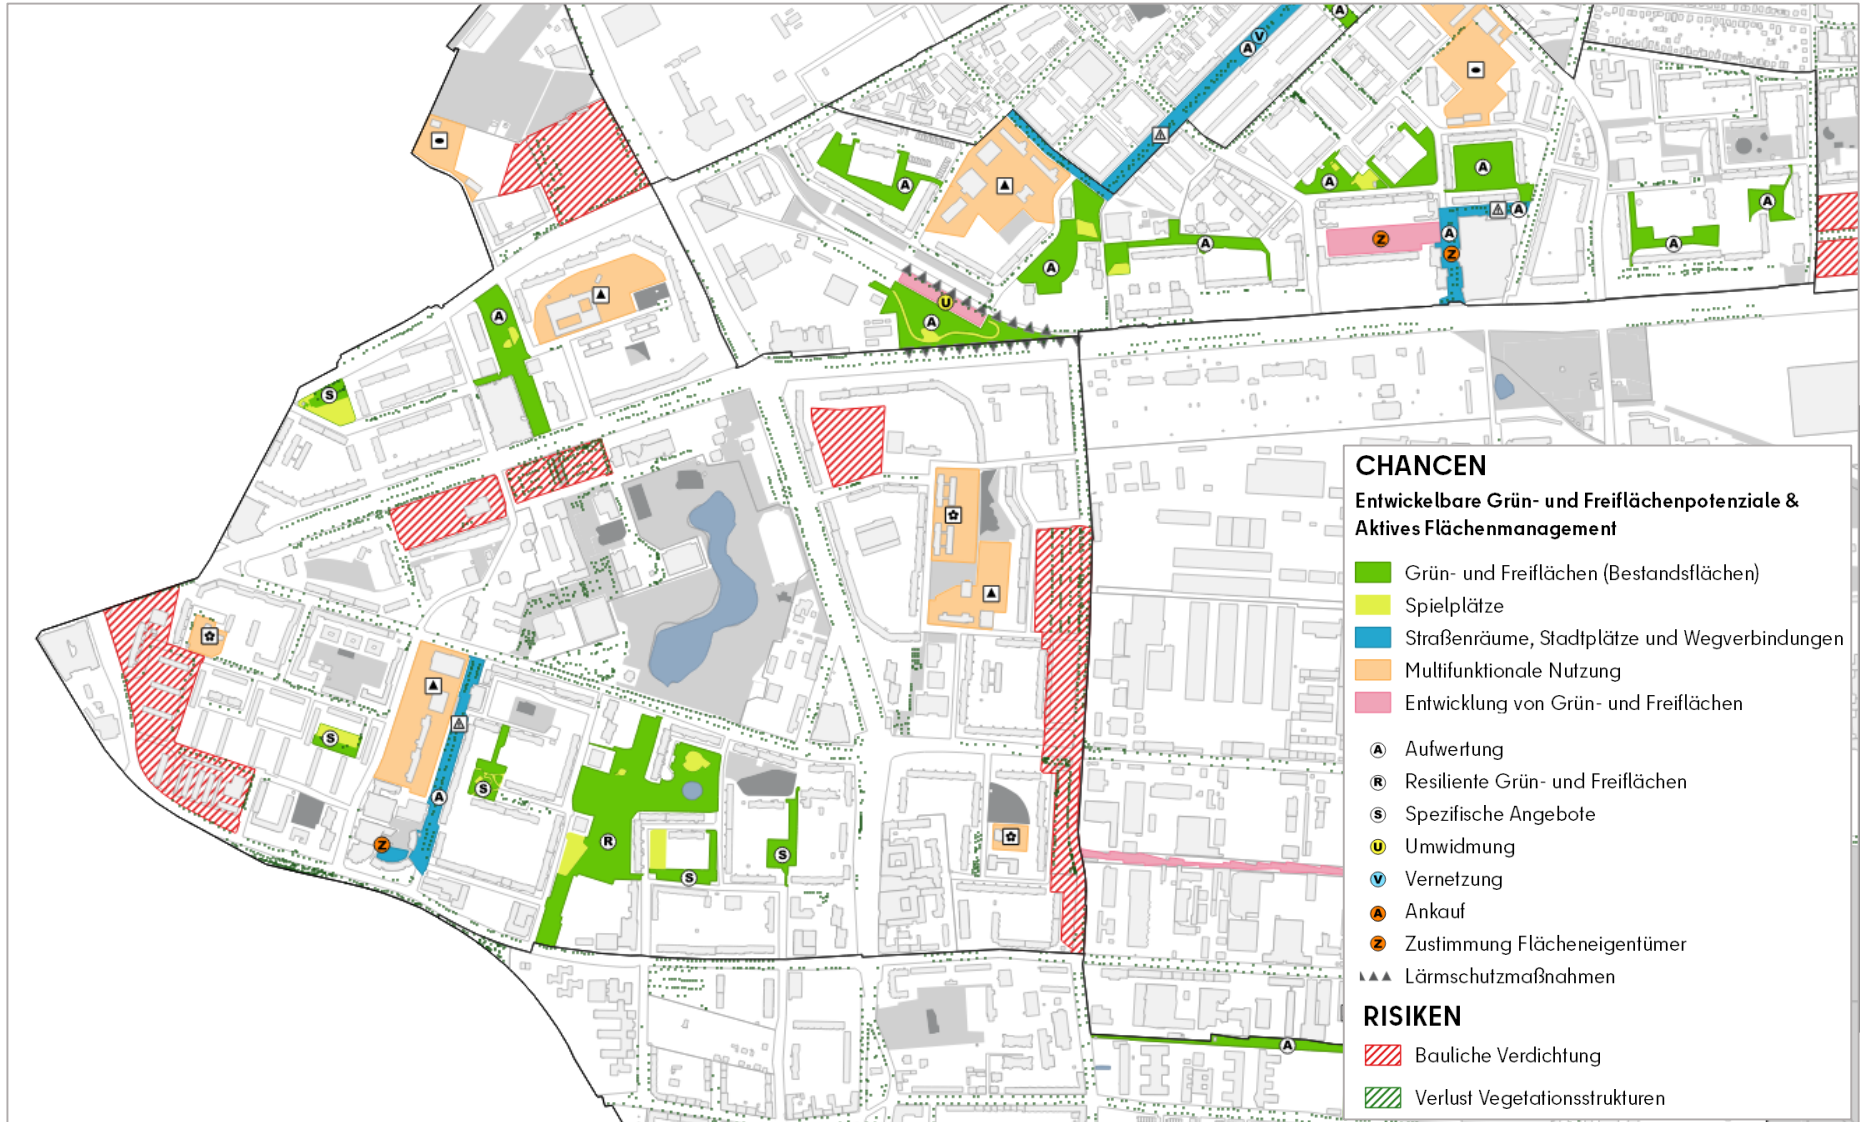 A
V
A
A
A
A
A
A
A
Z
A
Z
A
A
A
A
U
A
A
S
S
A
S
R
S
S
Z
A
CHANCEN
Entwickelbare Grün- und Freiflächenpotenziale &
Aktives Flächenmanagement
Grün- und Freiflächen (Bestandsflächen)
Spielplätze
Straßenräume, Stadtplätze und Wegverbindungen
Multifunktionale Nutzung
Entwicklung von Grün- und Freiflächen
A Aufwertung
R Resiliente Grün- und Freiflächen
S Spezifische Angebote
U Umwidmung
V Vernetzung
A Ankauf
Z Zustimmung Flächeneigentümer
Lärmschutzmaßnahmen
RISIKEN
Bauliche Verdichtung
Verlust Vegetationsstrukturen